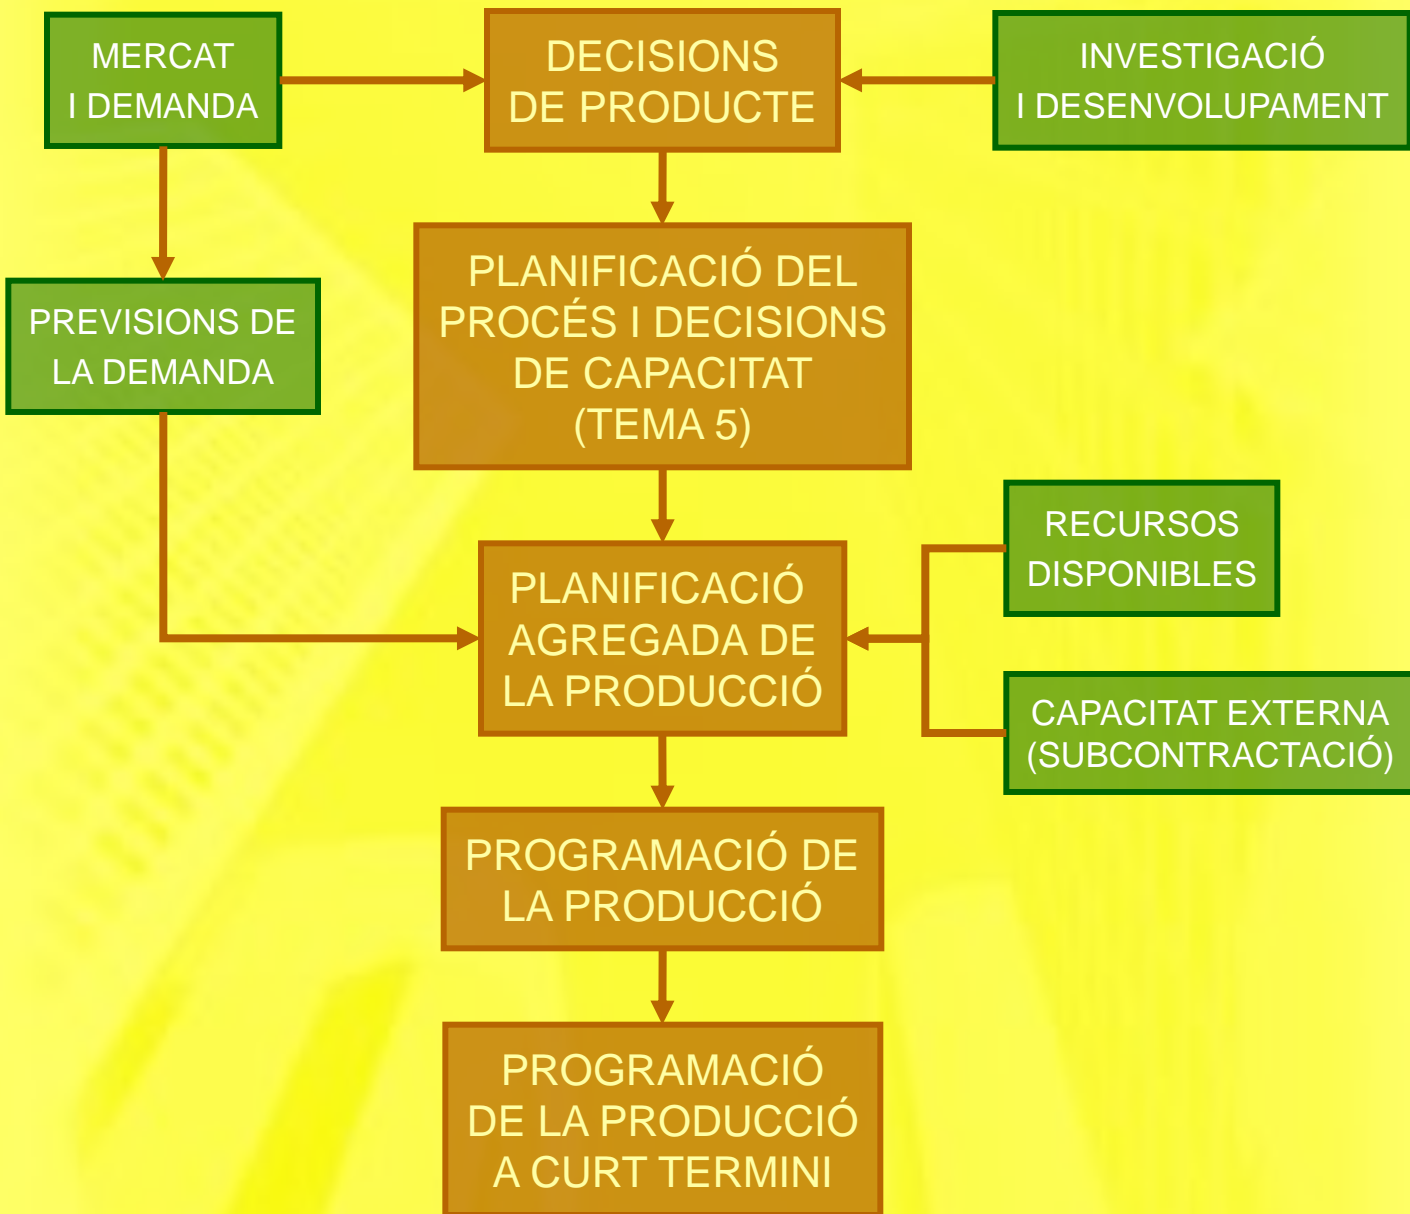 MERCAT
I DEMANDA
DECISIONS
DE PRODUCTE
INVESTIGACIÓ
I DESENVOLUPAMENT
PREVISIONS DE
LA DEMANDA
PLANIFICACIÓ DEL
PROCÉS I DECISIONS
DE CAPACITAT
(TEMA 5)
RECURSOS
DISPONIBLES
PLANIFICACIÓ
AGREGADA DE
LA PRODUCCIÓ
CAPACITAT EXTERNA
(SUBCONTRACTACIÓ)
PROGRAMACIÓ DE
LA PRODUCCIÓ
PROGRAMACIÓ
DE LA PRODUCCIÓ
A CURT TERMINI